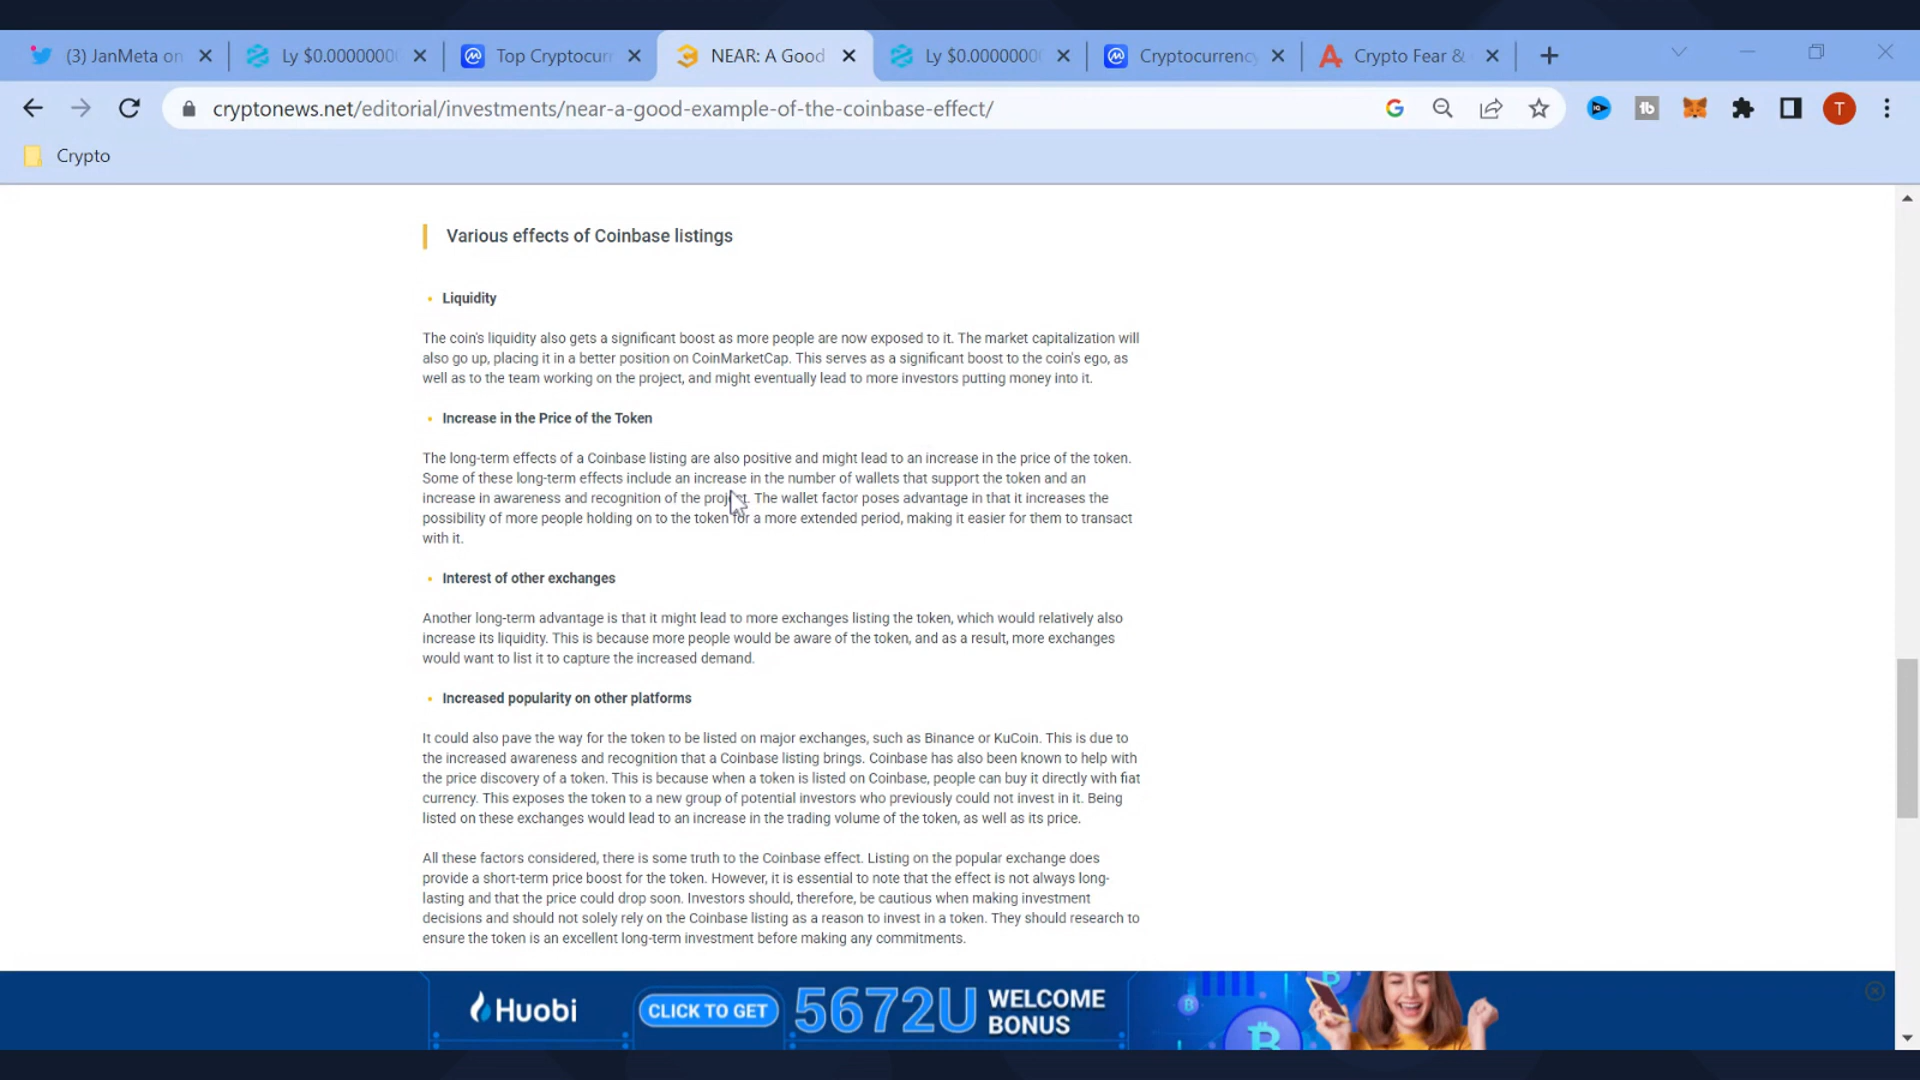 (3) JanMeta on
Ly $0.0000000
Top Cryptocurr
NEAR: A Good
Ly $0.0000000
Cryptocurrency
Crypto Fear &
cryptonews.net/editorial/investments/near-a-good-example-of-the-coinbase-effect/
T
Crypto
Various effects of Coinbase listings
• Liquidity
The coin's liquidity also gets a significant boost as more people are now exposed to it. The market capitalization will
also go up, placing it in a better position on CoinMarketCap. This serves as a significant boost to the coin's ego, as
well as to the team working on the project, and might eventually lead to more investors putting money into it.
• Increase in the Price of the Token
The long-term effects of a Coinbase listing are also positive and might lead to an increase in the price of the token.
Some of these long-term effects include an increase in the number of wallets that support the token and an
increase in awareness and recognition of the project. The wallet factor poses advantage in that it increases the
possibility of more people holding on to the token for a more extended period, making it easier for them to transact
with it.
• Interest of other exchanges
Another long-term advantage is that it might lead to more exchanges listing the token, which would relatively also
increase its liquidity. This is because more people would be aware of the token, and as a result, more exchanges
would want to list it to capture the increased demand.
• Increased popularity on other platforms
It could also pave the way for the token to be listed on major exchanges, such as Binance or KuCoin. This is due to
the increased awareness and recognition that a Coinbase listing brings. Coinbase has also been known to help with
the price discovery of a token. This is because when a token is listed on Coinbase, people can buy it directly with fiat
currency. This exposes the token to a new group of potential investors who previously could not invest in it. Being
listed on these exchanges would lead to an increase in the trading volume of the token, as well as its price.
All these factors considered, there is some truth to the Coinbase effect. Listing on the popular exchange does
provide a short-term price boost for the token. However, it is essential to note that the effect is not always long-
lasting and that the price could drop soon. Investors should, therefore, be cautious when making investment
decisions and should not solely rely on the Coinbase listing as a reason to invest in a token. They should research to
ensure the token is an excellent long-term investment before making any commitments.
Huobi
CLICK TO GET
5672U
WELCOME
BONUS